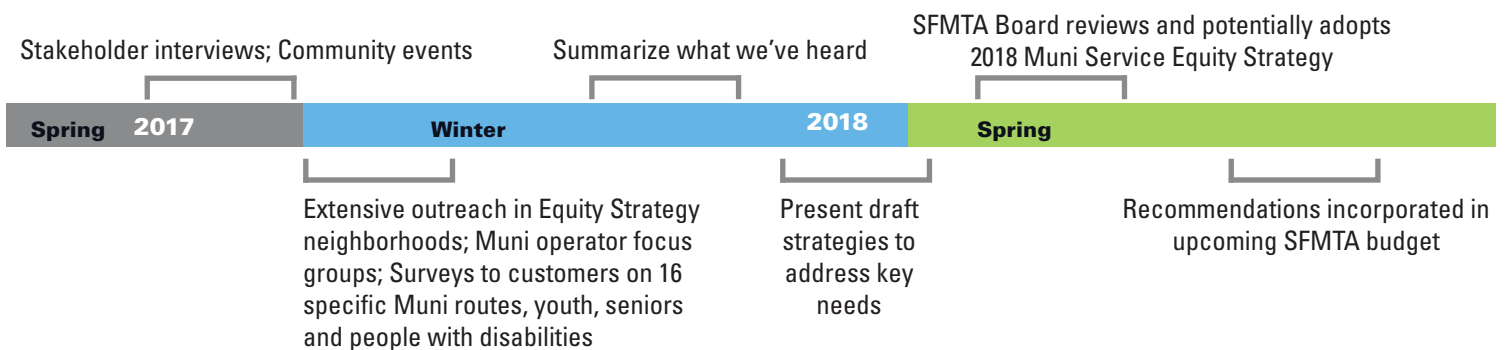 Stakeholder interviews; Community events
Summarize what we've heard
SFMTA Board reviews and potentially adopts
2018 Muni Service Equity Strategy
Spring 2017 Winter 2018 Spring
Extensive outreach in Equity Strategy
neighborhoods; Muni operator focus
groups; Surveys to customers on 16
specific Muni routes, youth, seniors
and people with disabilities
Present draft
strategies to
address key
needs
Recommendations incorporated in
upcoming SFMTA budget